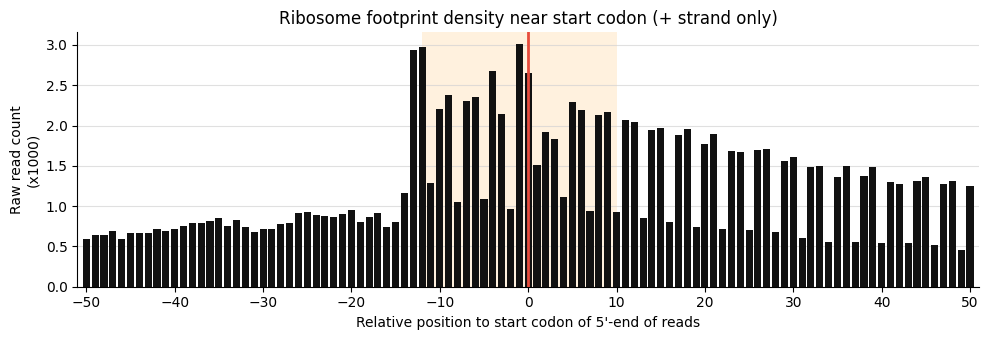 Ribosome footprint density near start codon (+ strand only)
Raw read count
(x1000)
3.0
2.5
2.0
1.5
1.0
0.5
0.0
−50 −40 −30 −20 −10 0 10 20 30 40 50
Relative position to start codon of 5'-end of reads